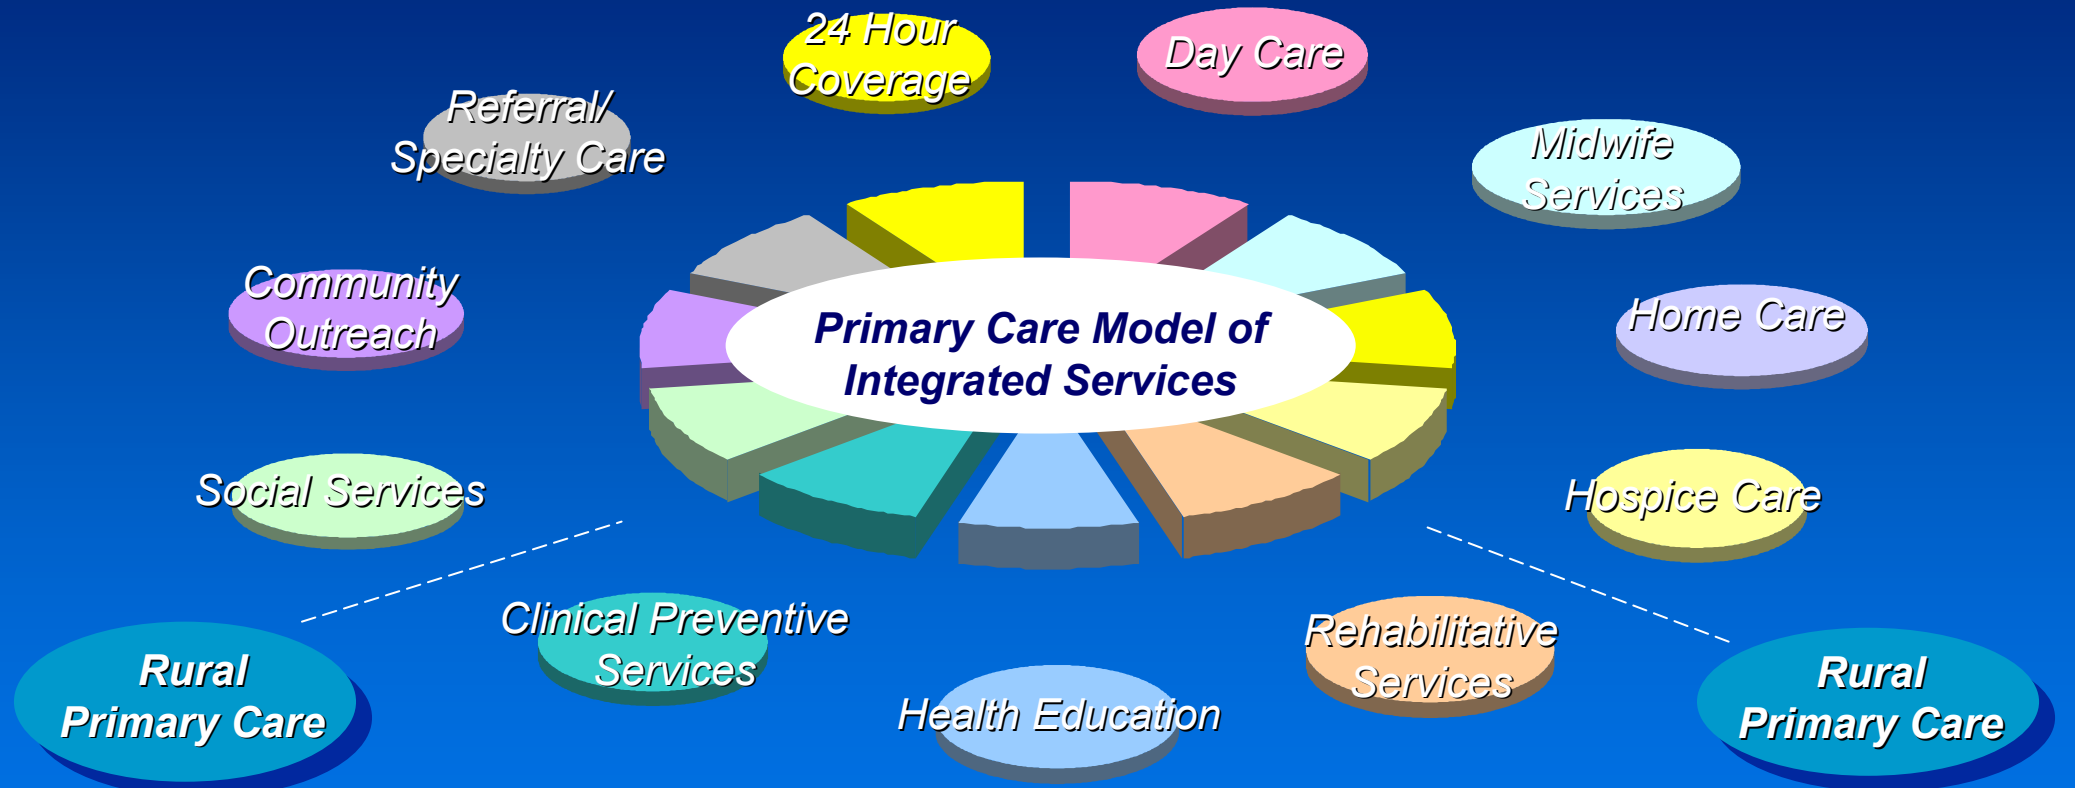 24 Hour
Coverage
Day Care
Referral/
Specialty Care
Midwife
Services
Community
Outreach
Home Care
Primary Care Model of
Integrated Services
Social Services
Hospice Care
Clinical Preventive
Services
Rehabilitative
Services
Health Education
Rural
Primary Care
Rural
Primary Care